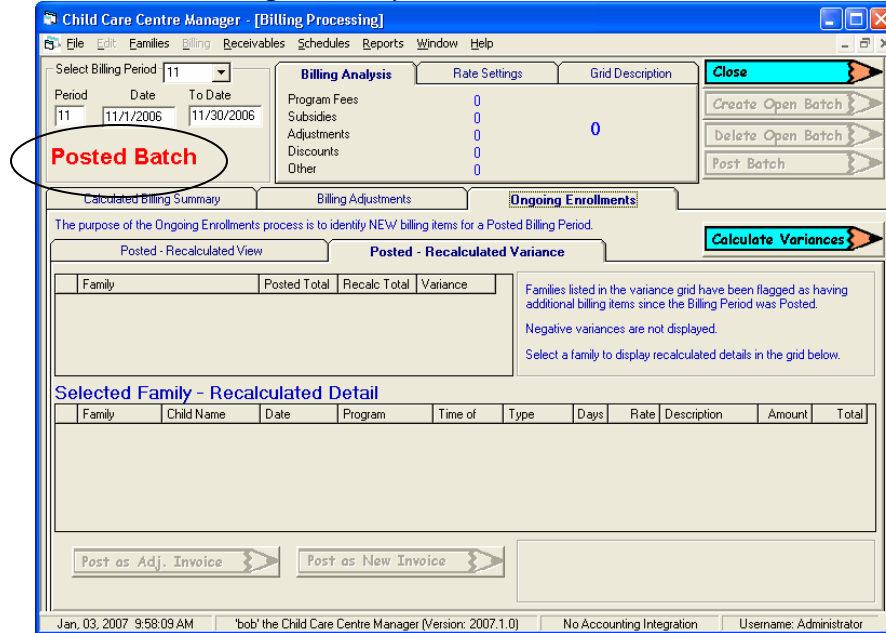 Child Care Centre Manager - [Billing Processing]
File Edit Families Billing Receivables Schedules Reports Window Help
Select Billing Period 11
Period Date To Date
11 11/1/2006 11/30/2006
Posted Batch
Billing Analysis Rate Settings Grid Description
Program Fees 0
Subsidies 0
Adjustments 0 0
Discounts 0
Other 0
Close
Create Open Batch
Delete Open Batch
Post Batch
Calculated Billing Summary Billing Adjustments Ongoing Enrollments
The purpose of the Ongoing Enrollments process is to identify NEW billing items for a Posted Billing Period.
Calculate Variances
Posted - Recalculated View Posted - Recalculated Variance
Family Posted Total Recalc Total Variance
Families listed in the variance grid have been flagged as having
additional billing items since the Billing Period was Posted.
Negative variances are not displayed.
Select a family to display recalculated details in the grid below.
Selected Family - Recalculated Detail
Family Child Name Date Program Time of Type Days Rate Description Amount Total
Post as Adj. Invoice Post as New Invoice
Jan, 03, 2007 9:58:09 AM 'bob' the Child Care Centre Manager (Version: 2007.1.0) No Accounting Integration Username: Administrator